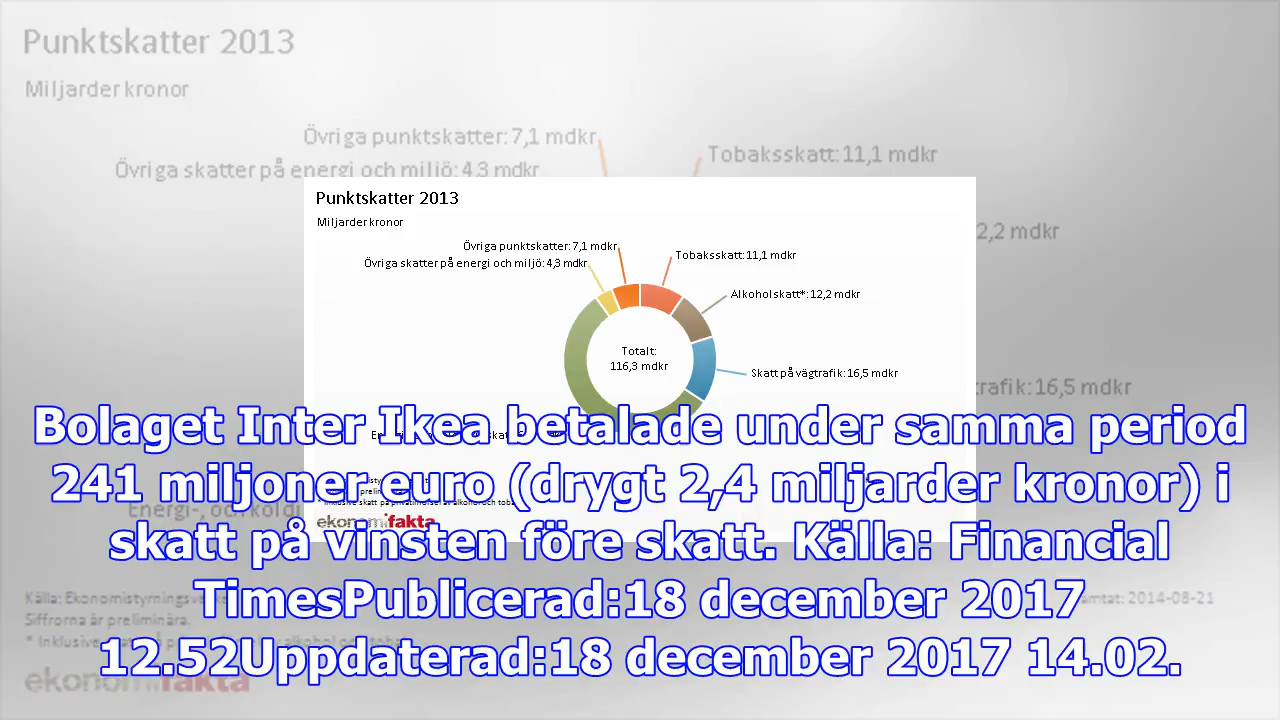 Punktskatter 2013
Miljarder kronor
Övriga punktskatter: 7,1 mdkr
Övriga skatter på energi och miljö: 4,3 mdkr
Tobaksskatt: 11,1 mdkr
2,2 mdkr
Punktskatter 2013
Miljarder kronor
Övriga punktskatter: 7,1 mdkr
Övriga skatter på energi och miljö: 4,3 mdkr
Tobaksskatt: 11,1 mdkr
Alkoholskatt*: 12,2 mdkr
Totalt:
116,3 mdkr
Skatt på vägtrafik: 16,5 mdkr
trafik: 16,5 mdkr
Bolaget Inter Ikea betalade under samma period
241 miljoner euro (drygt 2,4 miljarder kronor) i
skatt på vinsten före skatt. Källa: Financial
TimesPublicerad:18 december 2017
12.52Uppdaterad:18 december 2017 14.02.
ekonomifakta
Energi-, och
Källa:
2014-08-21
Siffrorna är preliminära.
ekonomifakta